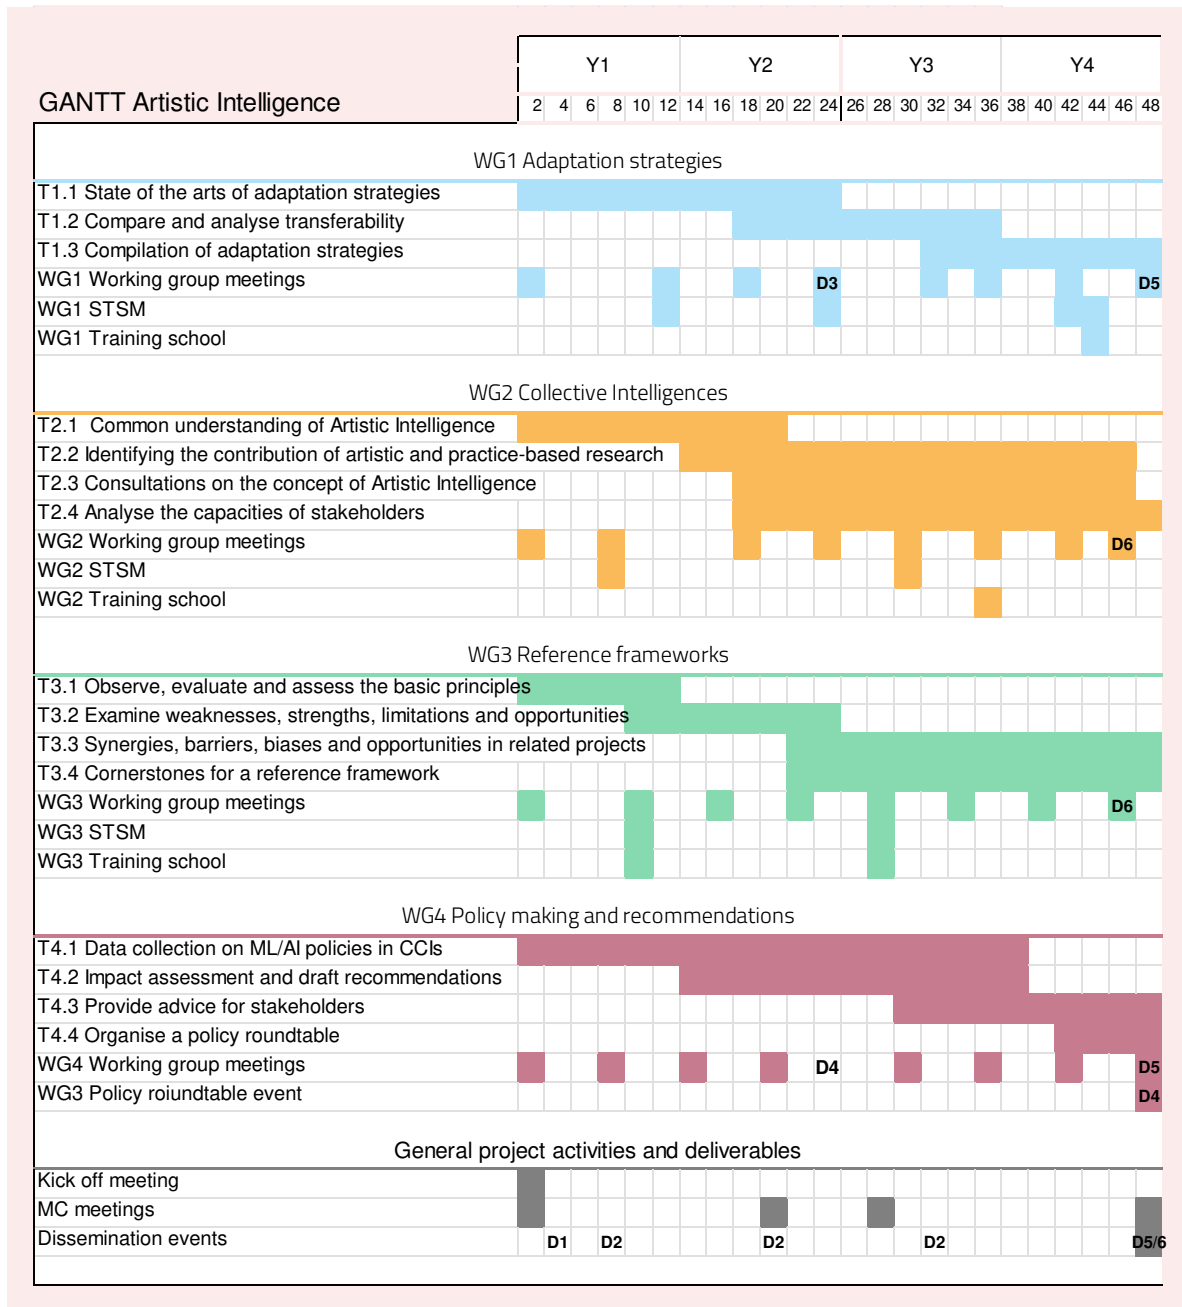 Y1 Y2 Y3 Y4
GANTT Artistic Intelligence 2 4 6 8 10 12 14 16 18 20 22 24 26 28 30 32 34 36 38 40 42 44 46 48
WG1 Adaptation strategies
T1.1 State of the arts of adaptation strategies
T1.2 Compare and analyse transferability
T1.3 Compilation of adaptation strategies
WG1 Working group meetings D3 D5
WG1 STSM
WG1 Training school
WG2 Collective Intelligences
T2.1 Common understanding of Artistic Intelligence
T2.2 Identifying the contribution of artistic and practice-based research
T2.3 Consultations on the concept of Artistic Intelligence
T2.4 Analyse the capacities of stakeholders
WG2 Working group meetings D6
WG2 STSM
WG2 Training school
WG3 Reference frameworks
T3.1 Observe, evaluate and assess the basic principles
T3.2 Examine weaknesses, strengths, limitations and opportunities
T3.3 Synergies, barriers, biases and opportunities in related projects
T3.4 Cornerstones for a reference framework
WG3 Working group meetings D6
WG3 STSM
WG3 Training school
WG4 Policy making and recommendations
T4.1 Data collection on ML/AI policies in CCIs
T4.2 Impact assessment and draft recommendations
T4.3 Provide advice for stakeholders
T4.4 Organise a policy roundtable
WG4 Working group meetings D4 D5
WG3 Policy roiundtable event D4
General project activities and deliverables
Kick off meeting
MC meetings
Dissemination events D1 D2 D2 D2 D5/6